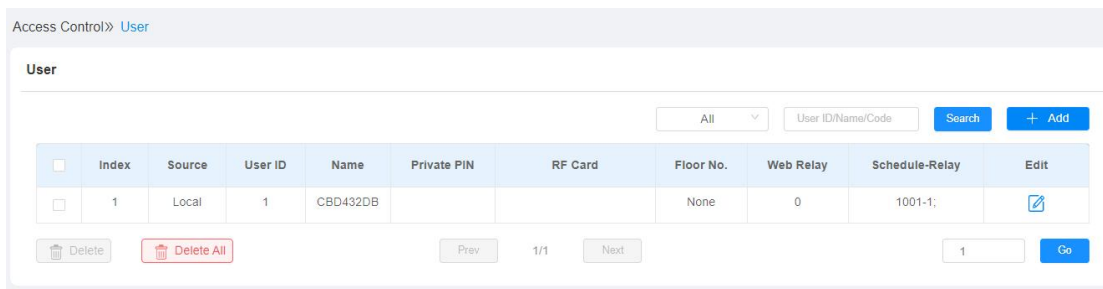 Access Control» User
User
All User ID/Name/Code Search + Add
Index Source User ID Name Private PIN RF Card Floor No. Web Relay Schedule-Relay Edit
1 Local 1 CBD432DB None 0 1001-1;
Delete Delete All Prev 1/1 Next 1 Go